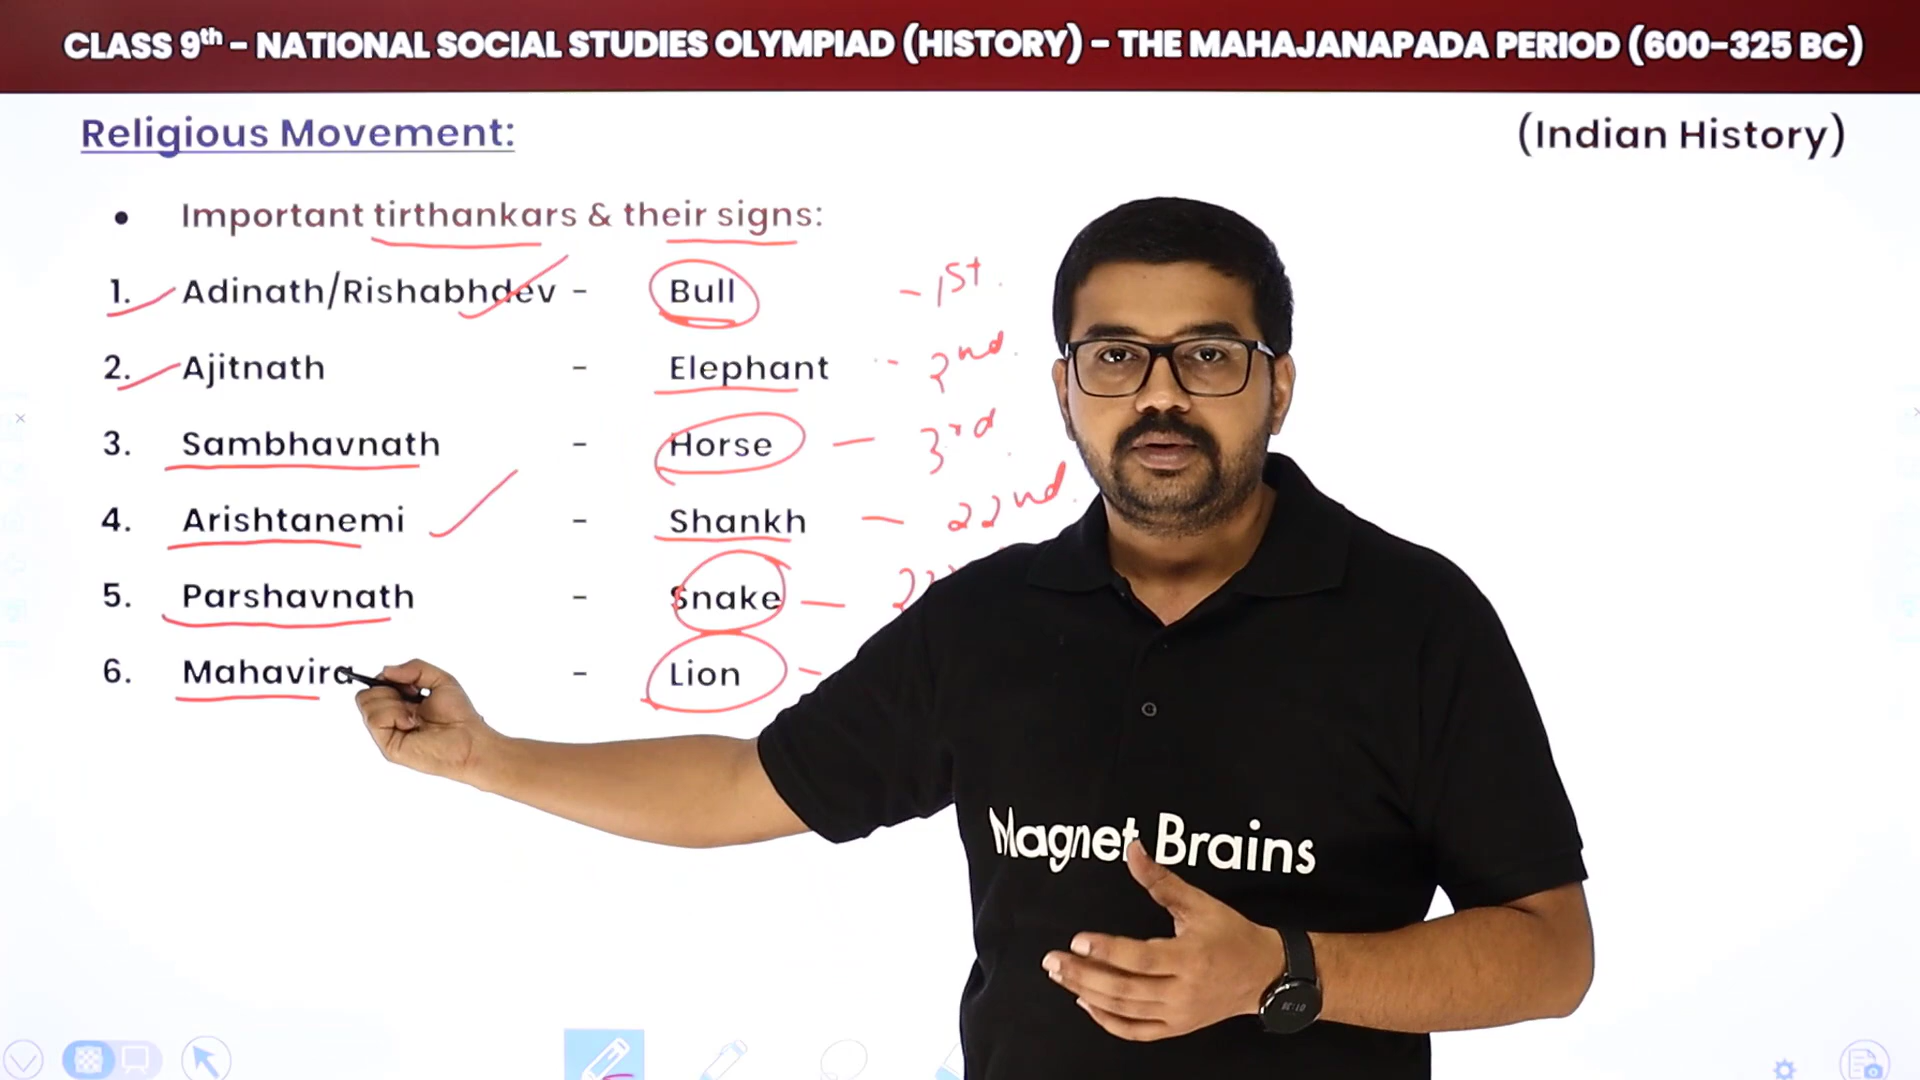 CLASS 9th – NATIONAL SOCIAL STUDIES OLYMPIAD (HISTORY) – THE MAHAJANAPADA PERIOD (600-325 BC)
Religious Movement: (Indian History)
• Important tirthankars & their signs:
1. Adinath/Rishabhdev - Bull - 1st.
2. Ajitnath - Elephant - 2nd.
3. Sambhavnath - Horse - 3rd
4. Arishtanemi - Shankh - 22nd.
5. Parshavnath - Snake -
6. Mahavira - Lion -
Magnet Brains